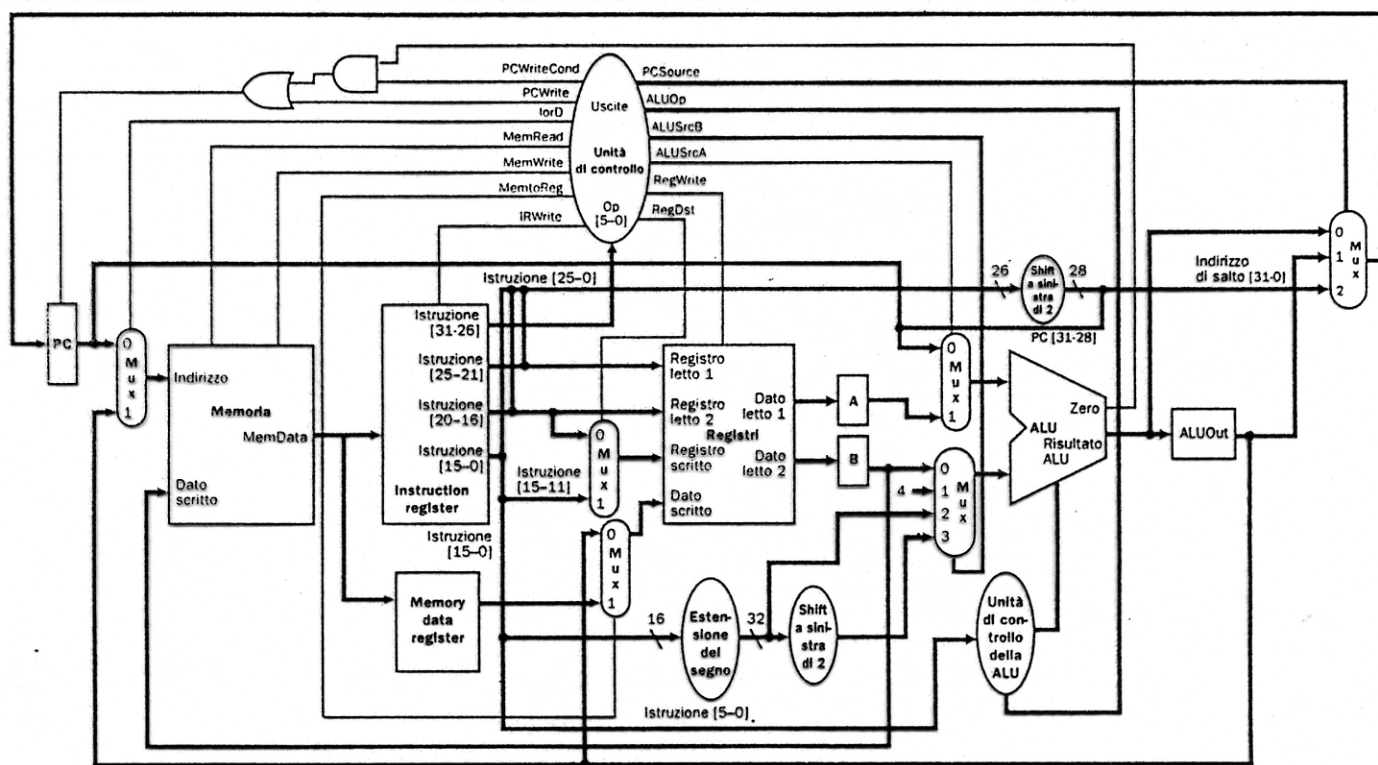 PCWriteCond
PCWrite
IorD
MemRead
MemWrite
MemtoReg
IRWrite
Uscite
Unità
di controllo
Op
[5–0]
PCSource
ALUOp
ALUSrcB
ALUSrcA
RegWrite
RegDst
Istruzione [25–0]
26
Shift
a sini-
stra
di 2
28
Indirizzo
di salto [31-0]
PC [31-28]
0
1
2
M
u
x
PC
0
M
u
x
1
Indirizzo
Memoria
MemData
Dato
scritto
Istruzione
[31-26]
Istruzione
[25–21]
Istruzione
[20–16]
Istruzione
[15–0]
Instruction
register
Istruzione
[15–11]
Istruzione
[15–0]
0
M
u
x
1
0
M
u
x
1
Memory
data
register
Registro
letto 1
Registro
letto 2
Registri
Registro
scritto
Dato
scritto
Dato
letto 1
Dato
letto 2
A
B
0
M
u
x
1
4
0
1
2
3
M
u
x
Zero
ALU
Risultato
ALU
ALUOut
16
Esten-
sione
del
segno
32
Shift
a sini-
stra
di 2
Unità
di con-
trollo
della
ALU
Istruzione [5–0]